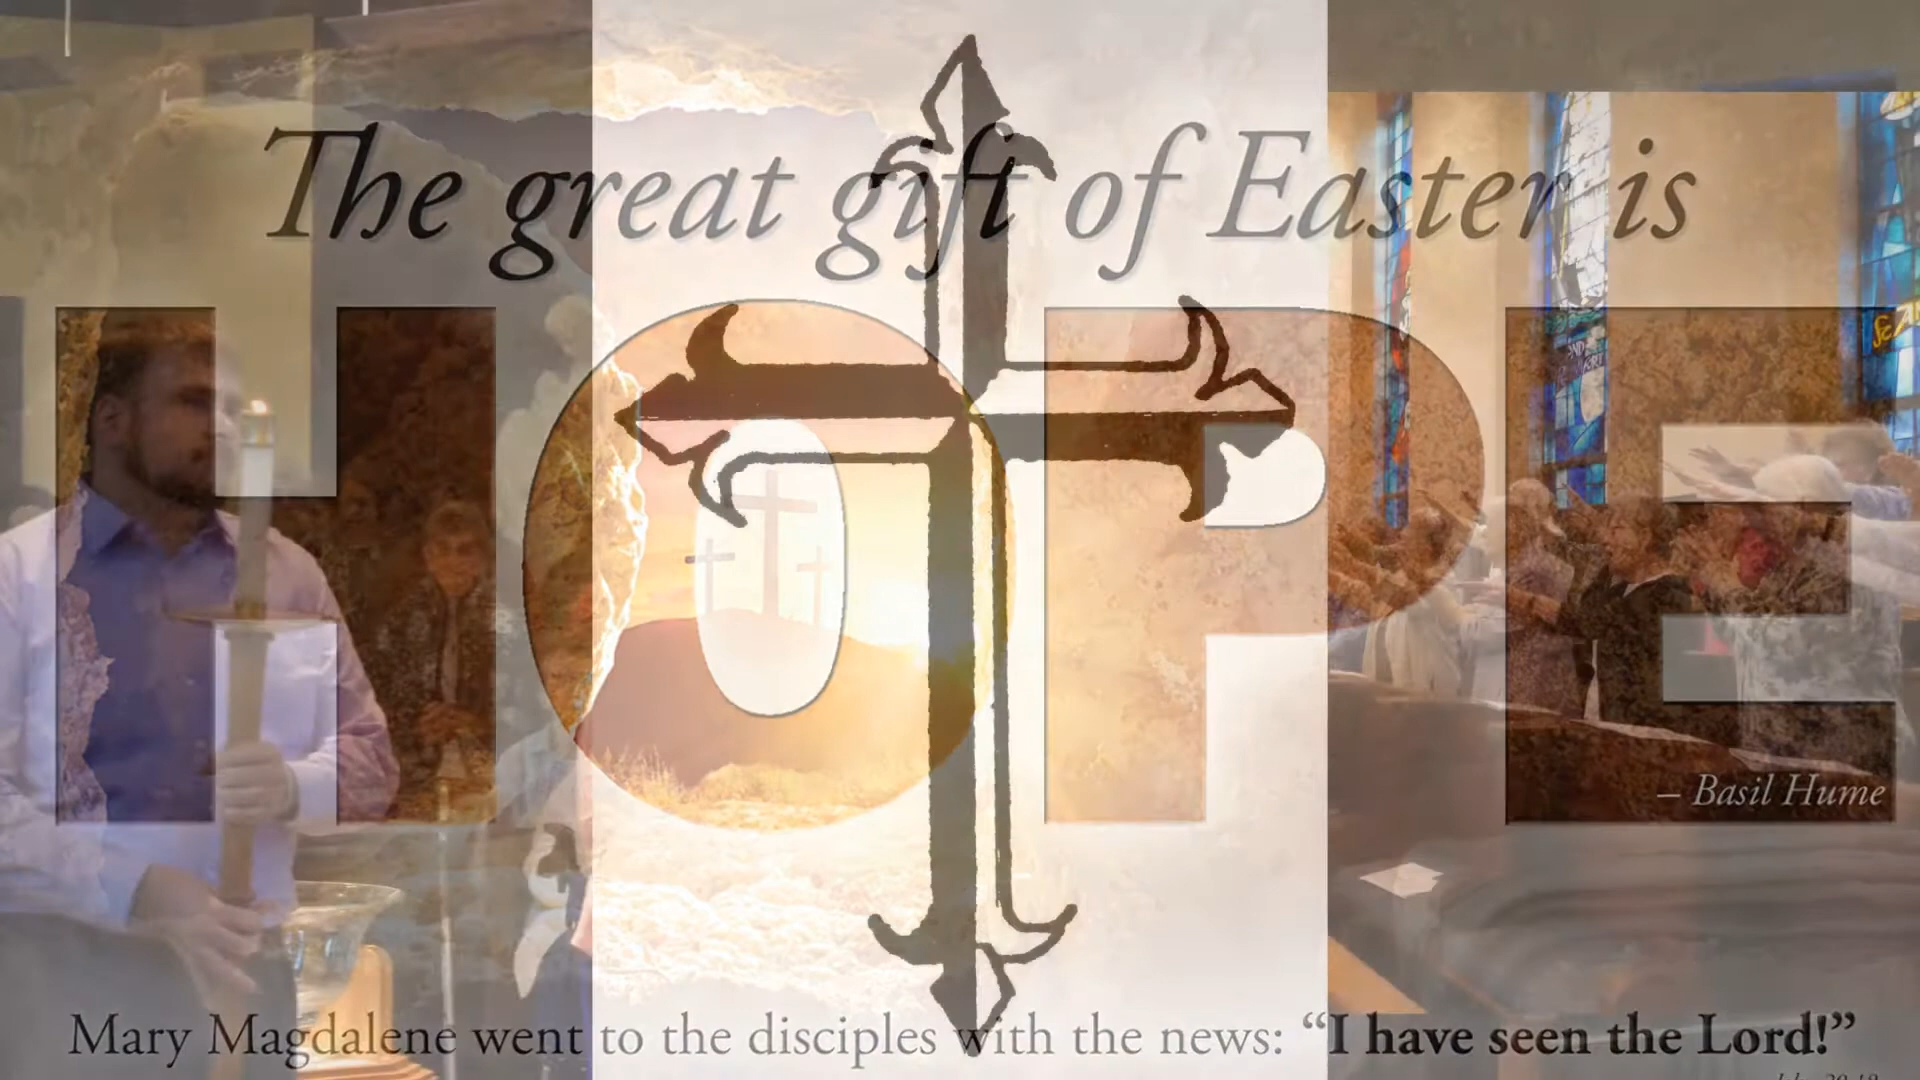 The great gift of Easter is
HOPE
– Basil Hume
Mary Magdalene went to the disciples with the news: “I have seen the Lord!”